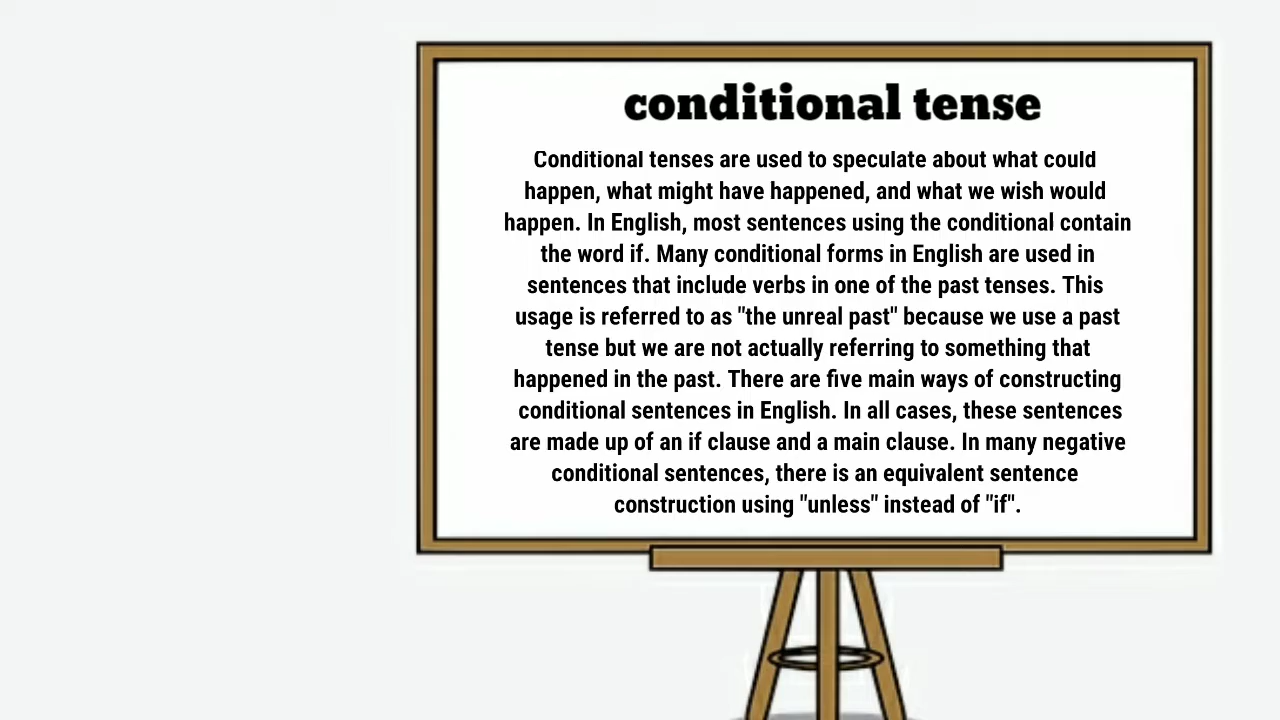 conditional tense
Conditional tenses are used to speculate about what could
happen, what might have happened, and what we wish would
happen. In English, most sentences using the conditional contain
the word if. Many conditional forms in English are used in
sentences that include verbs in one of the past tenses. This
usage is referred to as "the unreal past" because we use a past
tense but we are not actually referring to something that
happened in the past. There are five main ways of constructing
conditional sentences in English. In all cases, these sentences
are made up of an if clause and a main clause. In many negative
conditional sentences, there is an equivalent sentence
construction using "unless" instead of "if".